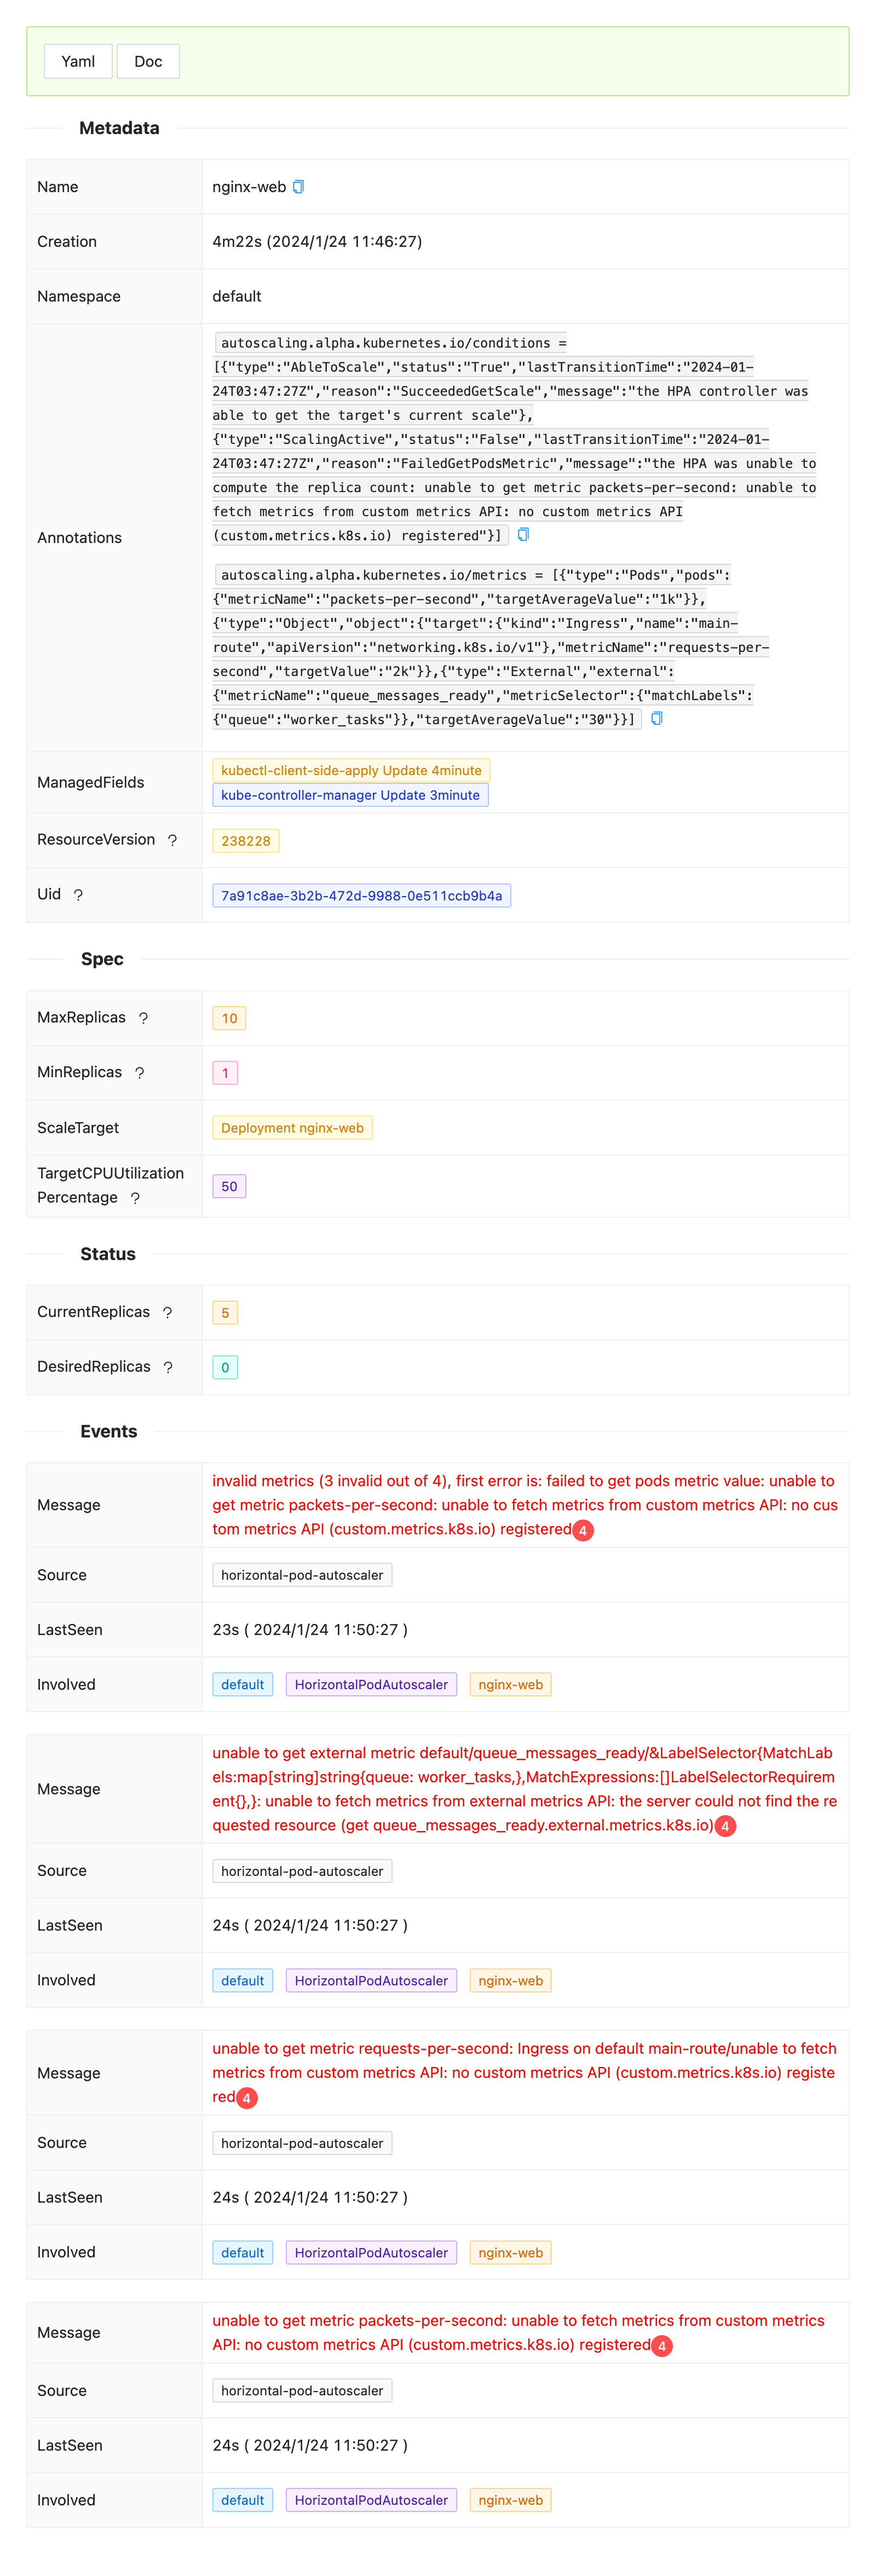 Yaml Doc
Metadata
Name nginx-web
Creation 4m22s (2024/1/24 11:46:27)
Namespace default
Annotations
autoscaling.alpha.kubernetes.io/conditions =
[{"type":"AbleToScale","status":"True","lastTransitionTime":"2024-01-
24T03:47:27Z","reason":"SucceededGetScale","message":"the HPA controller was
able to get the target's current scale"},
{"type":"ScalingActive","status":"False","lastTransitionTime":"2024-01-
24T03:47:27Z","reason":"FailedGetPodsMetric","message":"the HPA was unable to
compute the replica count: unable to get metric packets-per-second: unable to
fetch metrics from custom metrics API: no custom metrics API
(custom.metrics.k8s.io) registered"}]
autoscaling.alpha.kubernetes.io/metrics = [{"type":"Pods","pods":
{"metricName":"packets-per-second","targetAverageValue":"1k"}},
{"type":"Object","object":{"target":{"kind":"Ingress","name":"main-
route","apiVersion":"networking.k8s.io/v1"},"metricName":"requests-per-
second","targetValue":"2k"}},{"type":"External","external":
{"metricName":"queue_messages_ready","metricSelector":{"matchLabels":
{"queue":"worker_tasks"}},"targetAverageValue":"30"}}]
ManagedFields
kubectl-client-side-apply Update 4minute
kube-controller-manager Update 3minute
ResourceVersion ? 238228
Uid ? 7a91c8ae-3b2b-472d-9988-0e511ccb9b4a
Spec
MaxReplicas ? 10
MinReplicas ? 1
ScaleTarget Deployment nginx-web
TargetCPUUtilization
Percentage ? 50
Status
CurrentReplicas ? 5
DesiredReplicas ? 0
Events
Message
invalid metrics (3 invalid out of 4), first error is: failed to get pods metric value: unable to
get metric packets-per-second: unable to fetch metrics from custom metrics API: no cus
tom metrics API (custom.metrics.k8s.io) registered 4
Source horizontal-pod-autoscaler
LastSeen 23s ( 2024/1/24 11:50:27 )
Involved default HorizontalPodAutoscaler nginx-web
Message
unable to get external metric default/queue_messages_ready/&LabelSelector{MatchLab
els:map[string]string{queue: worker_tasks,},MatchExpressions:[]LabelSelectorRequirem
ent{},}: unable to fetch metrics from external metrics API: the server could not find the re
quested resource (get queue_messages_ready.external.metrics.k8s.io) 4
Source horizontal-pod-autoscaler
LastSeen 24s ( 2024/1/24 11:50:27 )
Involved default HorizontalPodAutoscaler nginx-web
Message
unable to get metric requests-per-second: Ingress on default main-route/unable to fetch
metrics from custom metrics API: no custom metrics API (custom.metrics.k8s.io) registe
red 4
Source horizontal-pod-autoscaler
LastSeen 24s ( 2024/1/24 11:50:27 )
Involved default HorizontalPodAutoscaler nginx-web
Message
unable to get metric packets-per-second: unable to fetch metrics from custom metrics
API: no custom metrics API (custom.metrics.k8s.io) registered 4
Source horizontal-pod-autoscaler
LastSeen 24s ( 2024/1/24 11:50:27 )
Involved default HorizontalPodAutoscaler nginx-web